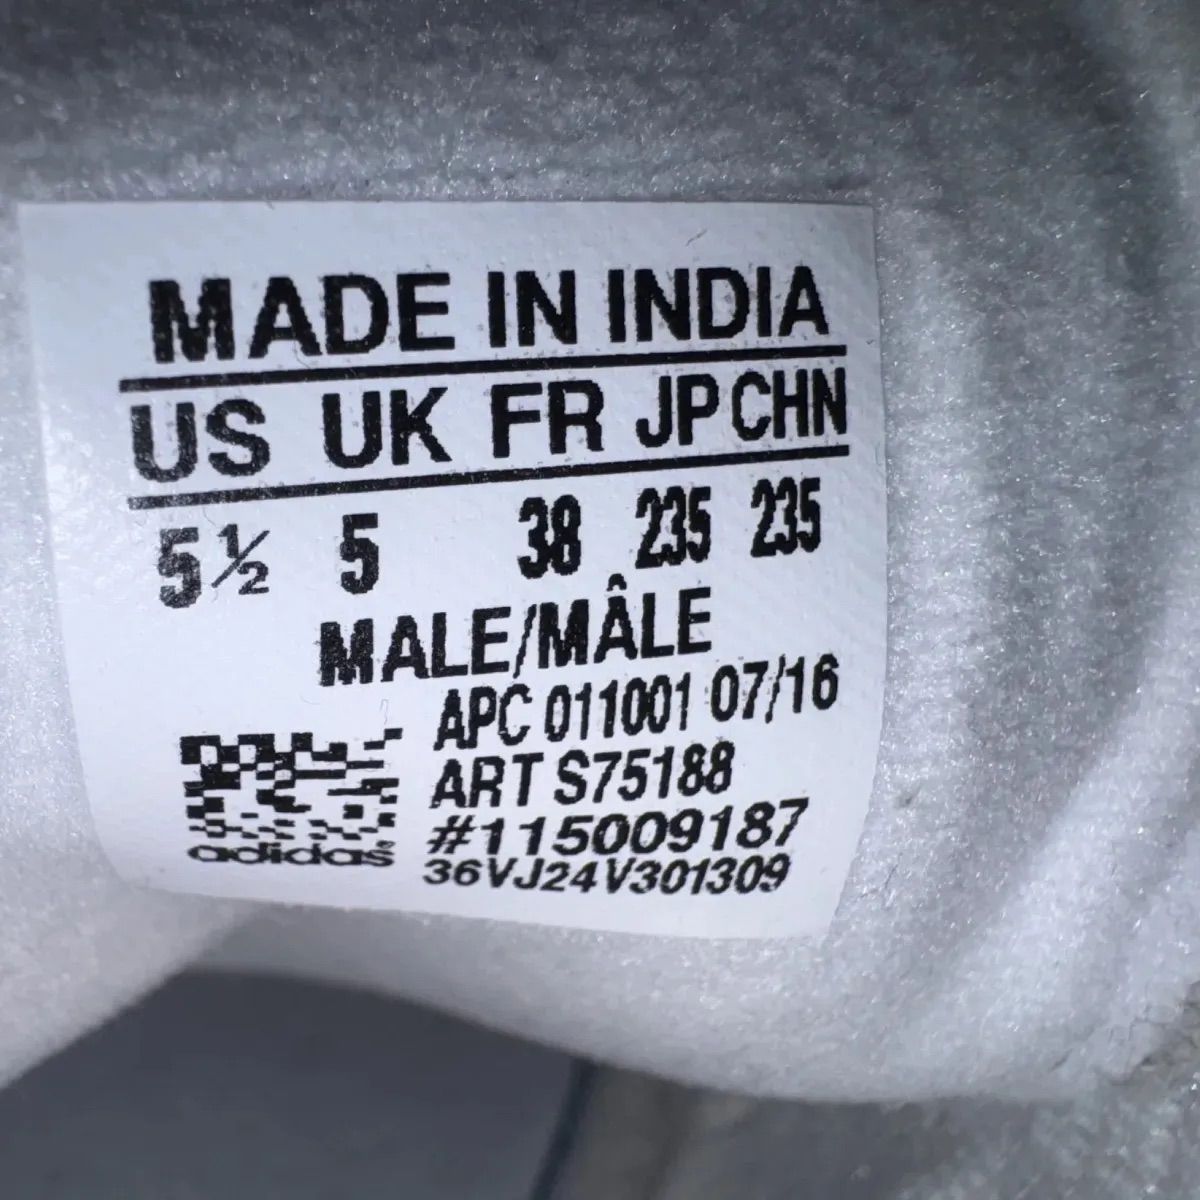 MADE IN INDIA
US UK FR JP CHN
5½ 5 38 235 235
MALE/MÂLE
APC 011001 07/16
ART S75188
#115009187
36VJ24V301309
adidas